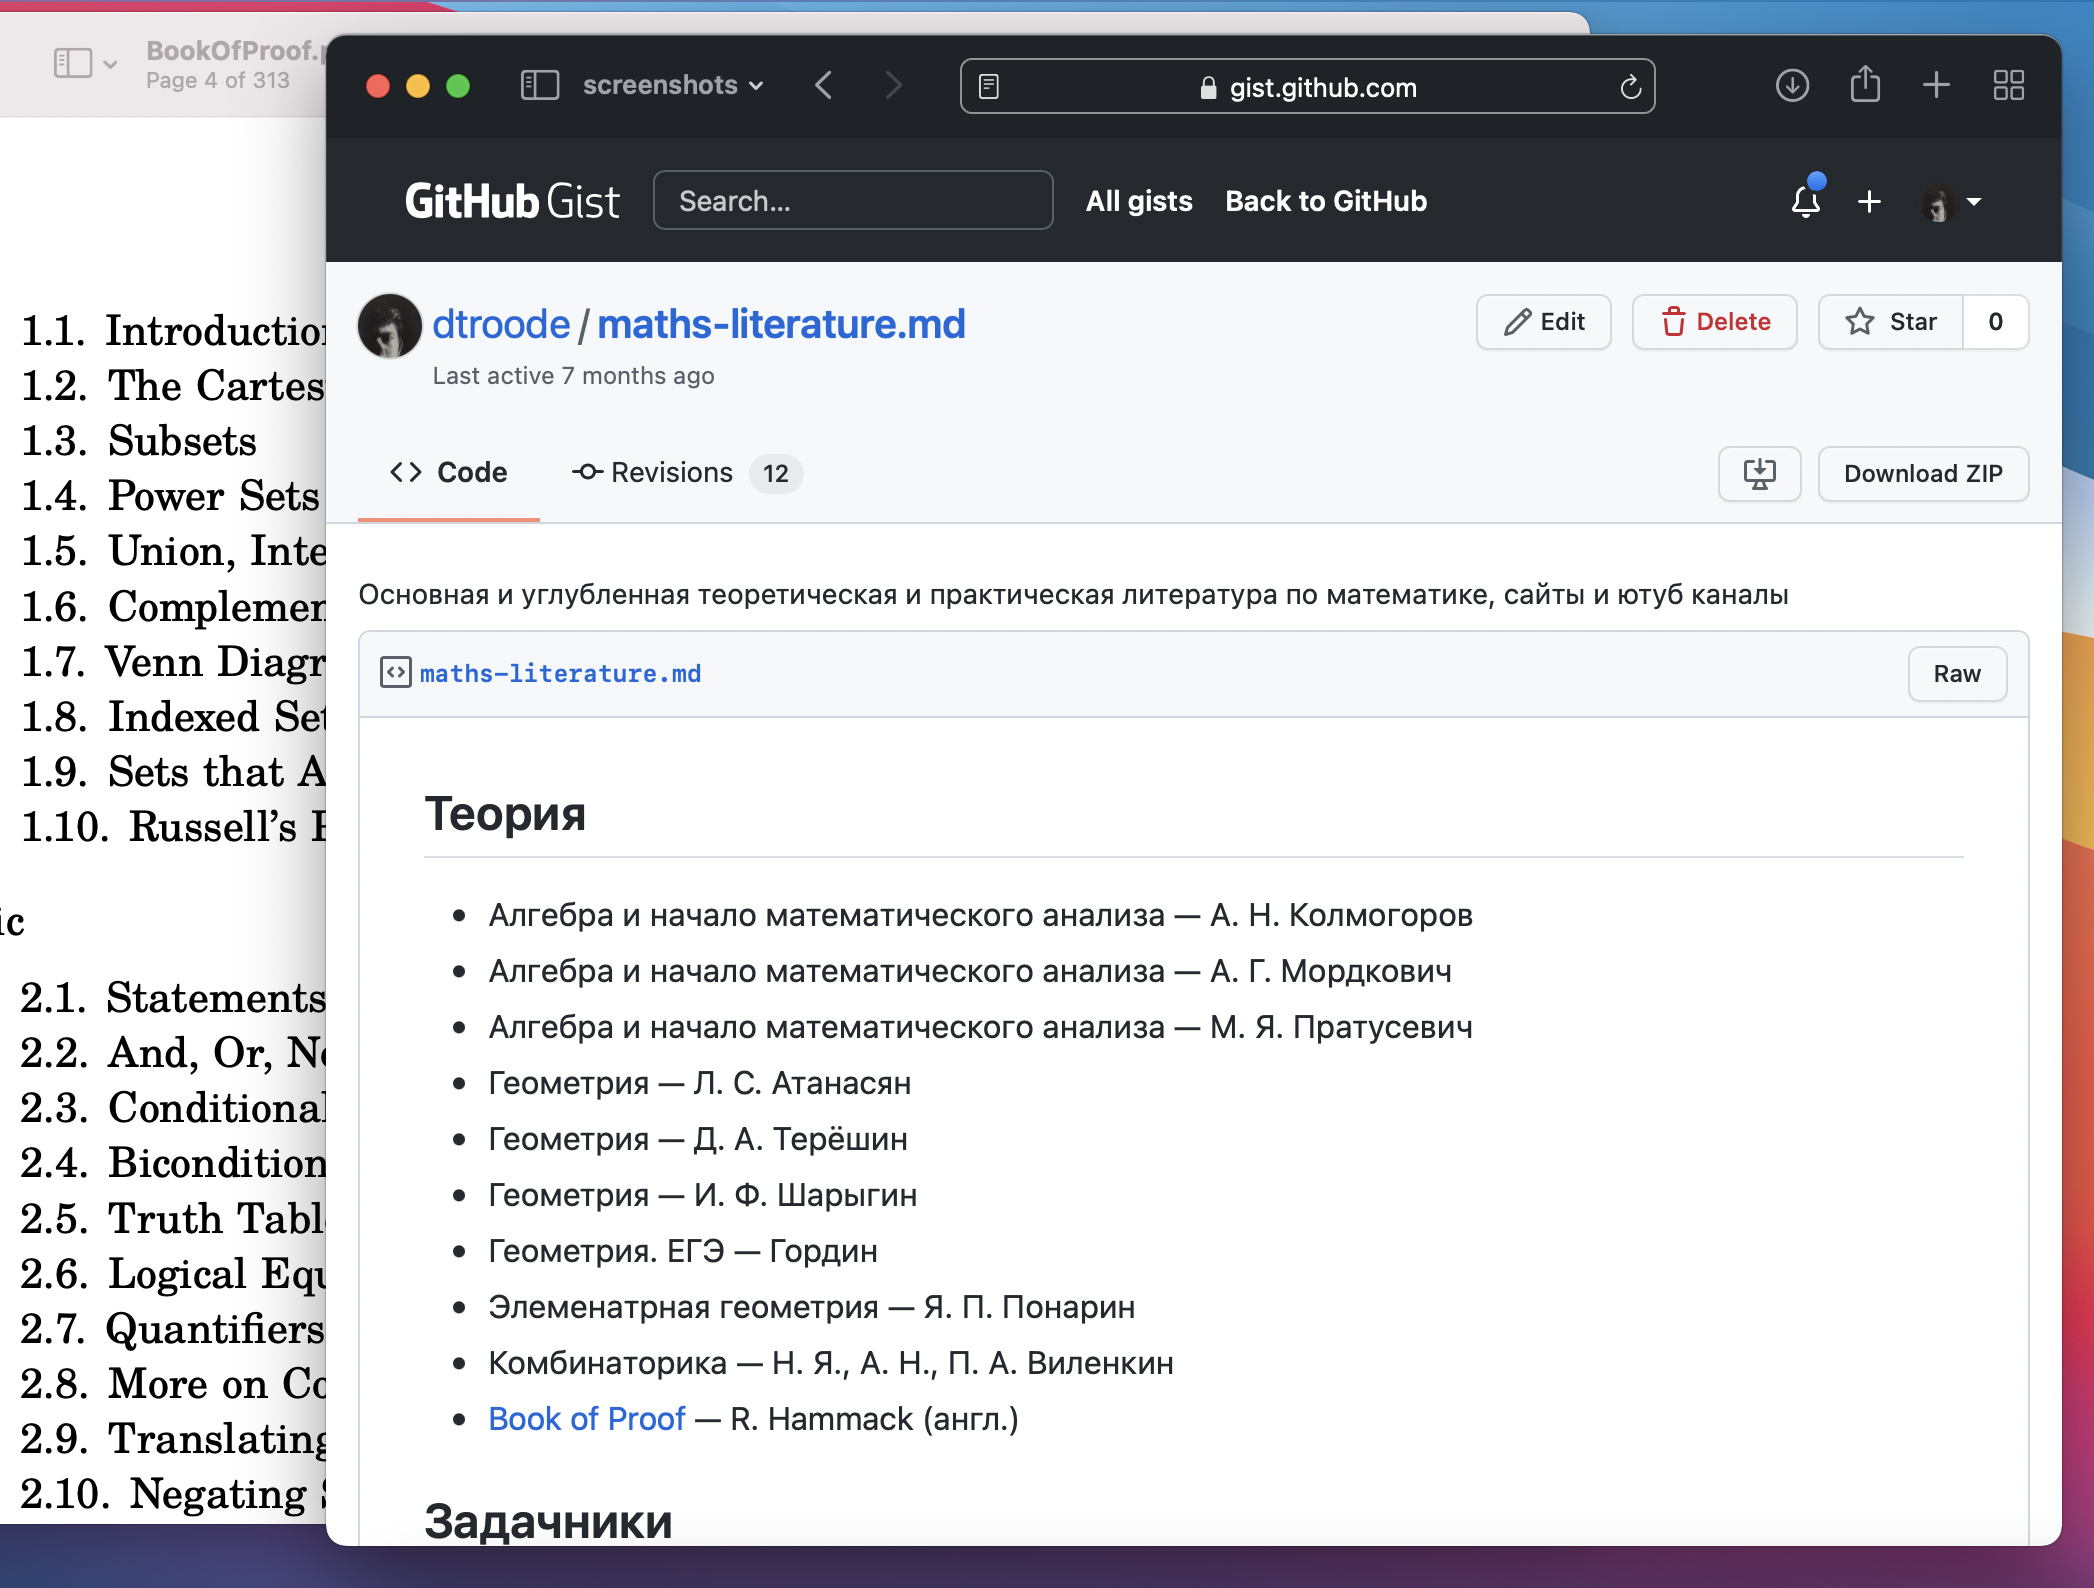 BookOfProof.
Page 4 of 313
1.1. Introduction
1.2. The Cartes
1.3. Subsets
1.4. Power Sets
1.5. Union, Inte
1.6. Complemen
1.7. Venn Diagr
1.8. Indexed Set
1.9. Sets that A
1.10. Russell's
ic
2.1. Statements
2.2. And, Or, No
2.3. Conditional
2.4. Bicondition
2.5. Truth Tabl
2.6. Logical Equ
2.7. Quantifiers
2.8. More on Co
2.9. Translating
2.10. Negating S
screenshots
gist.github.com
GitHub Gist
Search…
All gists
Back to GitHub
dtroode / maths-literature.md
Last active 7 months ago
Edit
Delete
Star
0
Code
Revisions 12
Download ZIP
Основная и углубленная теоретическая и практическая литература по математике, сайты и ютуб каналы
maths-literature.md
Raw
Теория
• Алгебра и начало математического анализа — А. Н. Колмогоров
• Алгебра и начало математического анализа — А. Г. Мордкович
• Алгебра и начало математического анализа — М. Я. Пратусевич
• Геометрия — Л. С. Атанасян
• Геометрия — Д. А. Терёшин
• Геометрия — И. Ф. Шарыгин
• Геометрия. ЕГЭ — Гордин
• Элеменатрная геометрия — Я. П. Понарин
• Комбинаторика — Н. Я., А. Н., П. А. Виленкин
• Book of Proof — R. Hammack (англ.)
Задачники